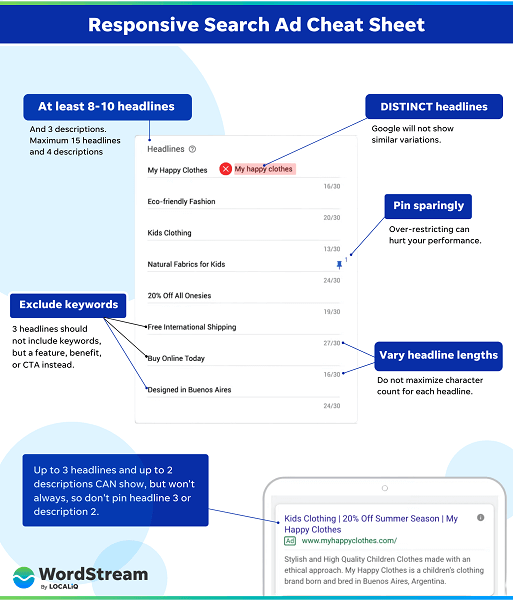 Responsive Search Ad Cheat Sheet
At least 8-10 headlines
And 3 descriptions.
Maximum 15 headlines
and 4 descriptions
DISTINCT headlines
Google will not show
similar variations.
Headlines
My Happy Clothes
My happy clothes
16/30
Eco-friendly Fashion
20/30
Kids Clothing
13/30
Natural Fabrics for Kids
1
24/30
20% Off All Onesies
19/30
Free International Shipping
27/30
Buy Online Today
16/30
Designed in Buenos Aires
24/30
Pin sparingly
Over-restricting can
hurt your performance.
Exclude keywords
3 headlines should
not include keywords,
but a feature, benefit,
or CTA instead.
Vary headline lengths
Do not maximize character
count for each headline.
Up to 3 headlines and up to 2
descriptions CAN show, but won't
always, so don't pin headline 3 or
description 2.
Kids Clothing | 20% Off Summer Season | My
Happy Clothes
Ad www.myhappyclothes.com/
Stylish and High Quality Children Clothes made with an
ethical approach. My Happy Clothes is a children's clothing
brand born and bred in Buenos Aires, Argentina.
WordStream
By LOCALiQ